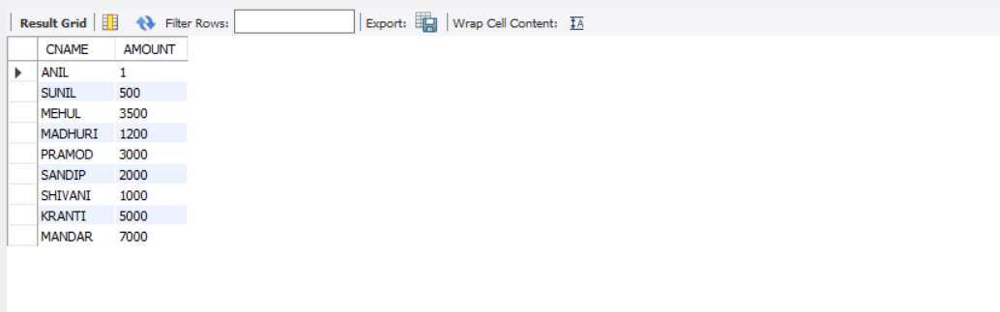 Result Grid Filter Rows: Export: Wrap Cell Content: IA
CNAME AMOUNT
ANIL 1
SUNIL 500
MEHUL 3500
MADHURI 1200
PRAMOD 3000
SANDIP 2000
SHIVANI 1000
KRANTI 5000
MANDAR 7000